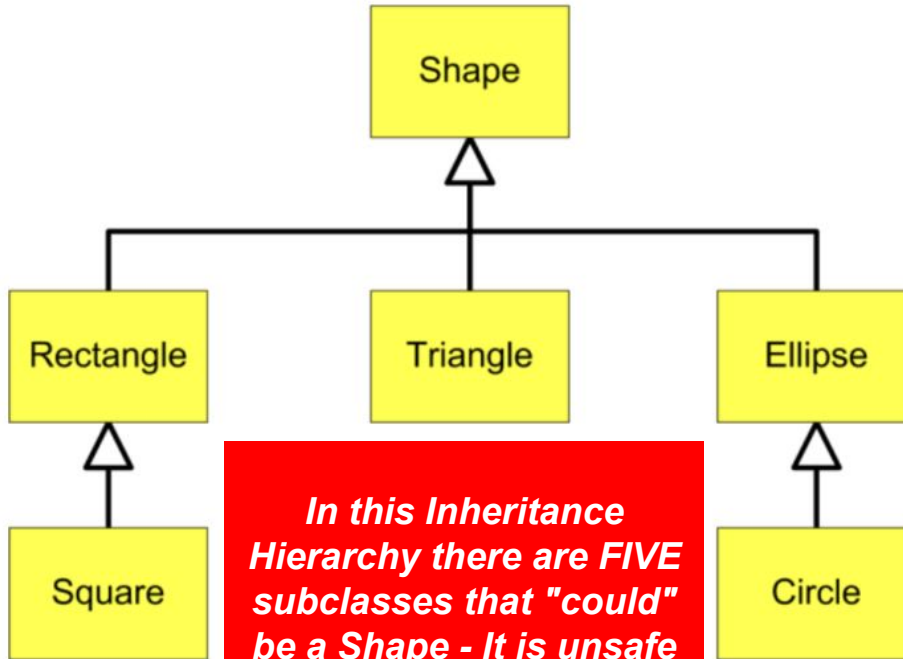 Shape
Rectangle
Triangle
Ellipse
Square
In this Inheritance
Hierarchy there are FIVE
subclasses that "could"
be a Shape - It is unsafe
Circle